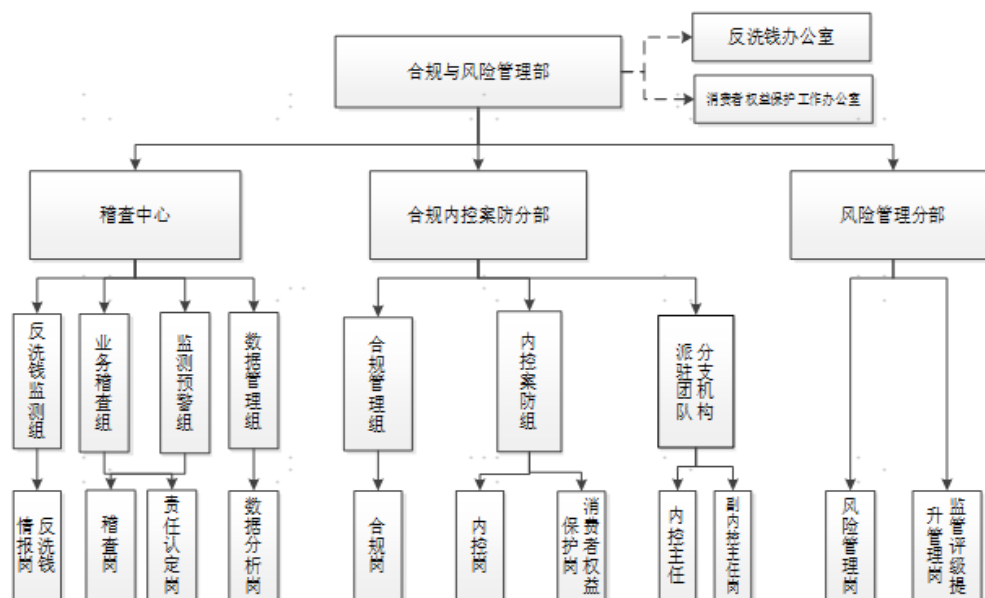 反洗钱办公室
合规与风险管理部
消费者权益保护工作办公室
稽查中心
合规内控案防分部
风险管理分部
反洗钱监测组
业务稽查组
监测预警组
数据管理组
合规管理组
内控案防组
分支机构
派驻团队
反洗钱
情报岗
稽查岗
责任认定岗
数据分析岗
合规岗
内控岗
消费者权益
保护岗
内控主任
副内控主任岗
风险管理岗
监管评级提
升管理岗